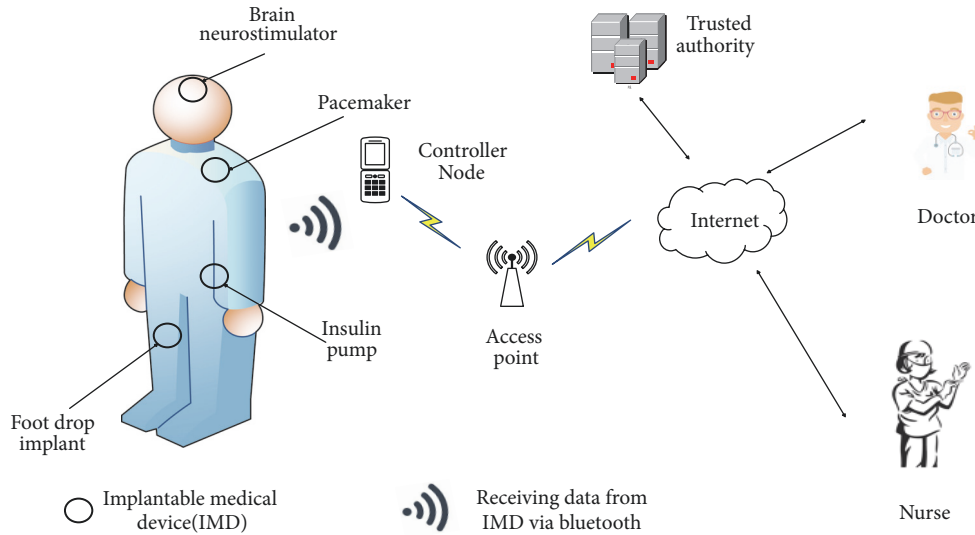 Brain
neurostimulator
Pacemaker
Controller
Node
Trusted
authority
Internet
Doctor
Access
point
Insulin
pump
Foot drop
implant
Nurse
Implantable medical
device(IMD)
Receiving data from
IMD via bluetooth